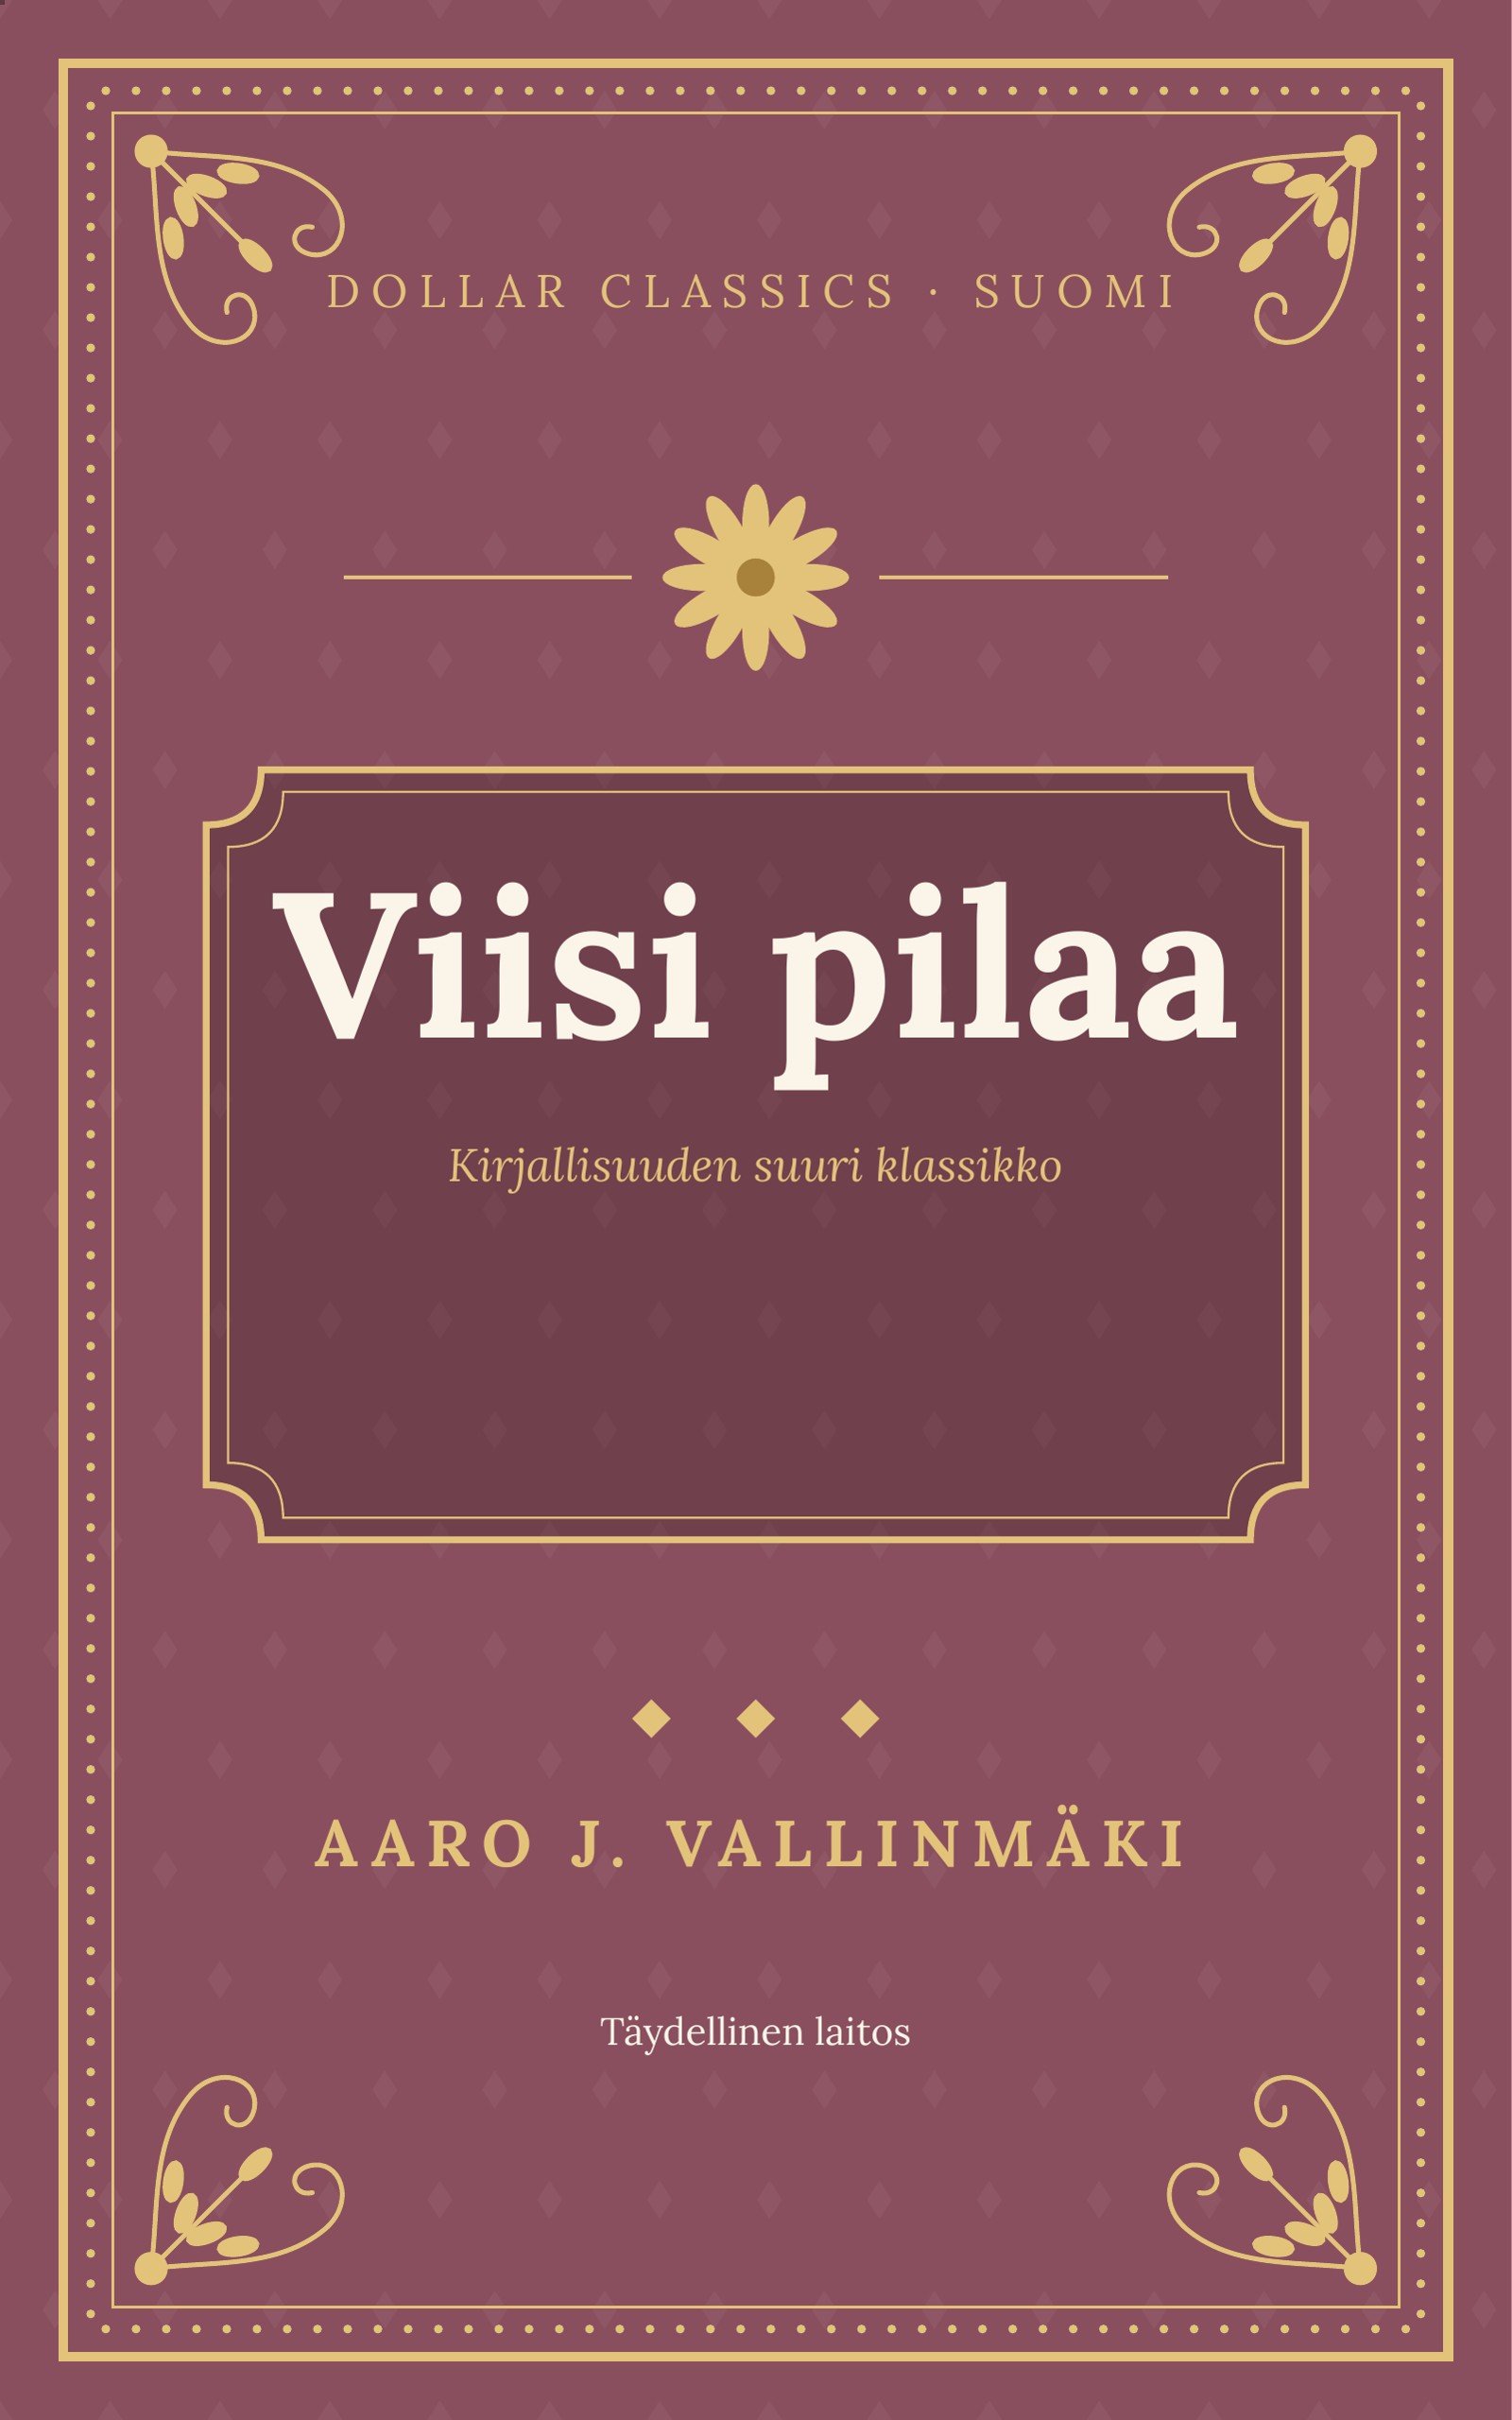 DOLLAR CLASSICS · SUOMI
Viisi pilaa
Kirjallisuuden suuri klassikko
AARO J. VALLINMÄKI
Täydellinen laitos